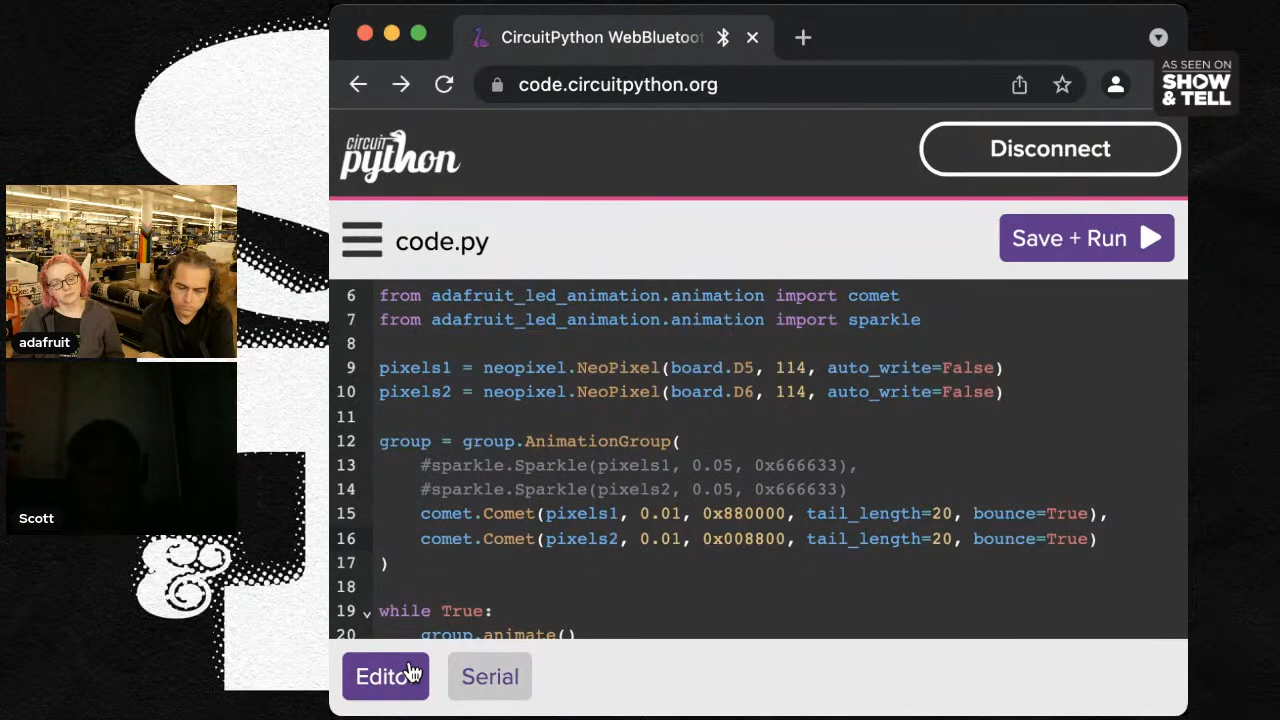 CircuitPython WebBluetoot
AS SEEN ON
SHOW
& TELL
code.circuitpython.org
circuit
python
Disconnect
code.py
Save + Run
6 from adafruit_led_animation.animation import comet
7 from adafruit_led_animation.animation import sparkle
8
9 pixels1 = neopixel.NeoPixel(board.D5, 114, auto_write=False)
10 pixels2 = neopixel.NeoPixel(board.D6, 114, auto_write=False)
11
12 group = group.AnimationGroup(
13 #sparkle.Sparkle(pixels1, 0.05, 0x666633),
14 #sparkle.Sparkle(pixels2, 0.05, 0x666633)
15 comet.Comet(pixels1, 0.01, 0x880000, tail_length=20, bounce=True),
16 comet.Comet(pixels2, 0.01, 0x008800, tail_length=20, bounce=True)
17 )
18
19 while True:
20 group.animate()
Editor
Serial
adafruit
Scott
&